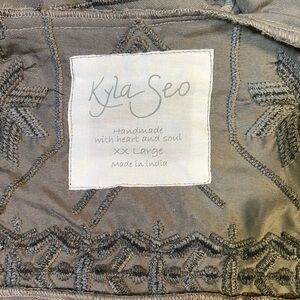 Kyla Seo
Handmade
with heart and soul
XX Large
Made in India